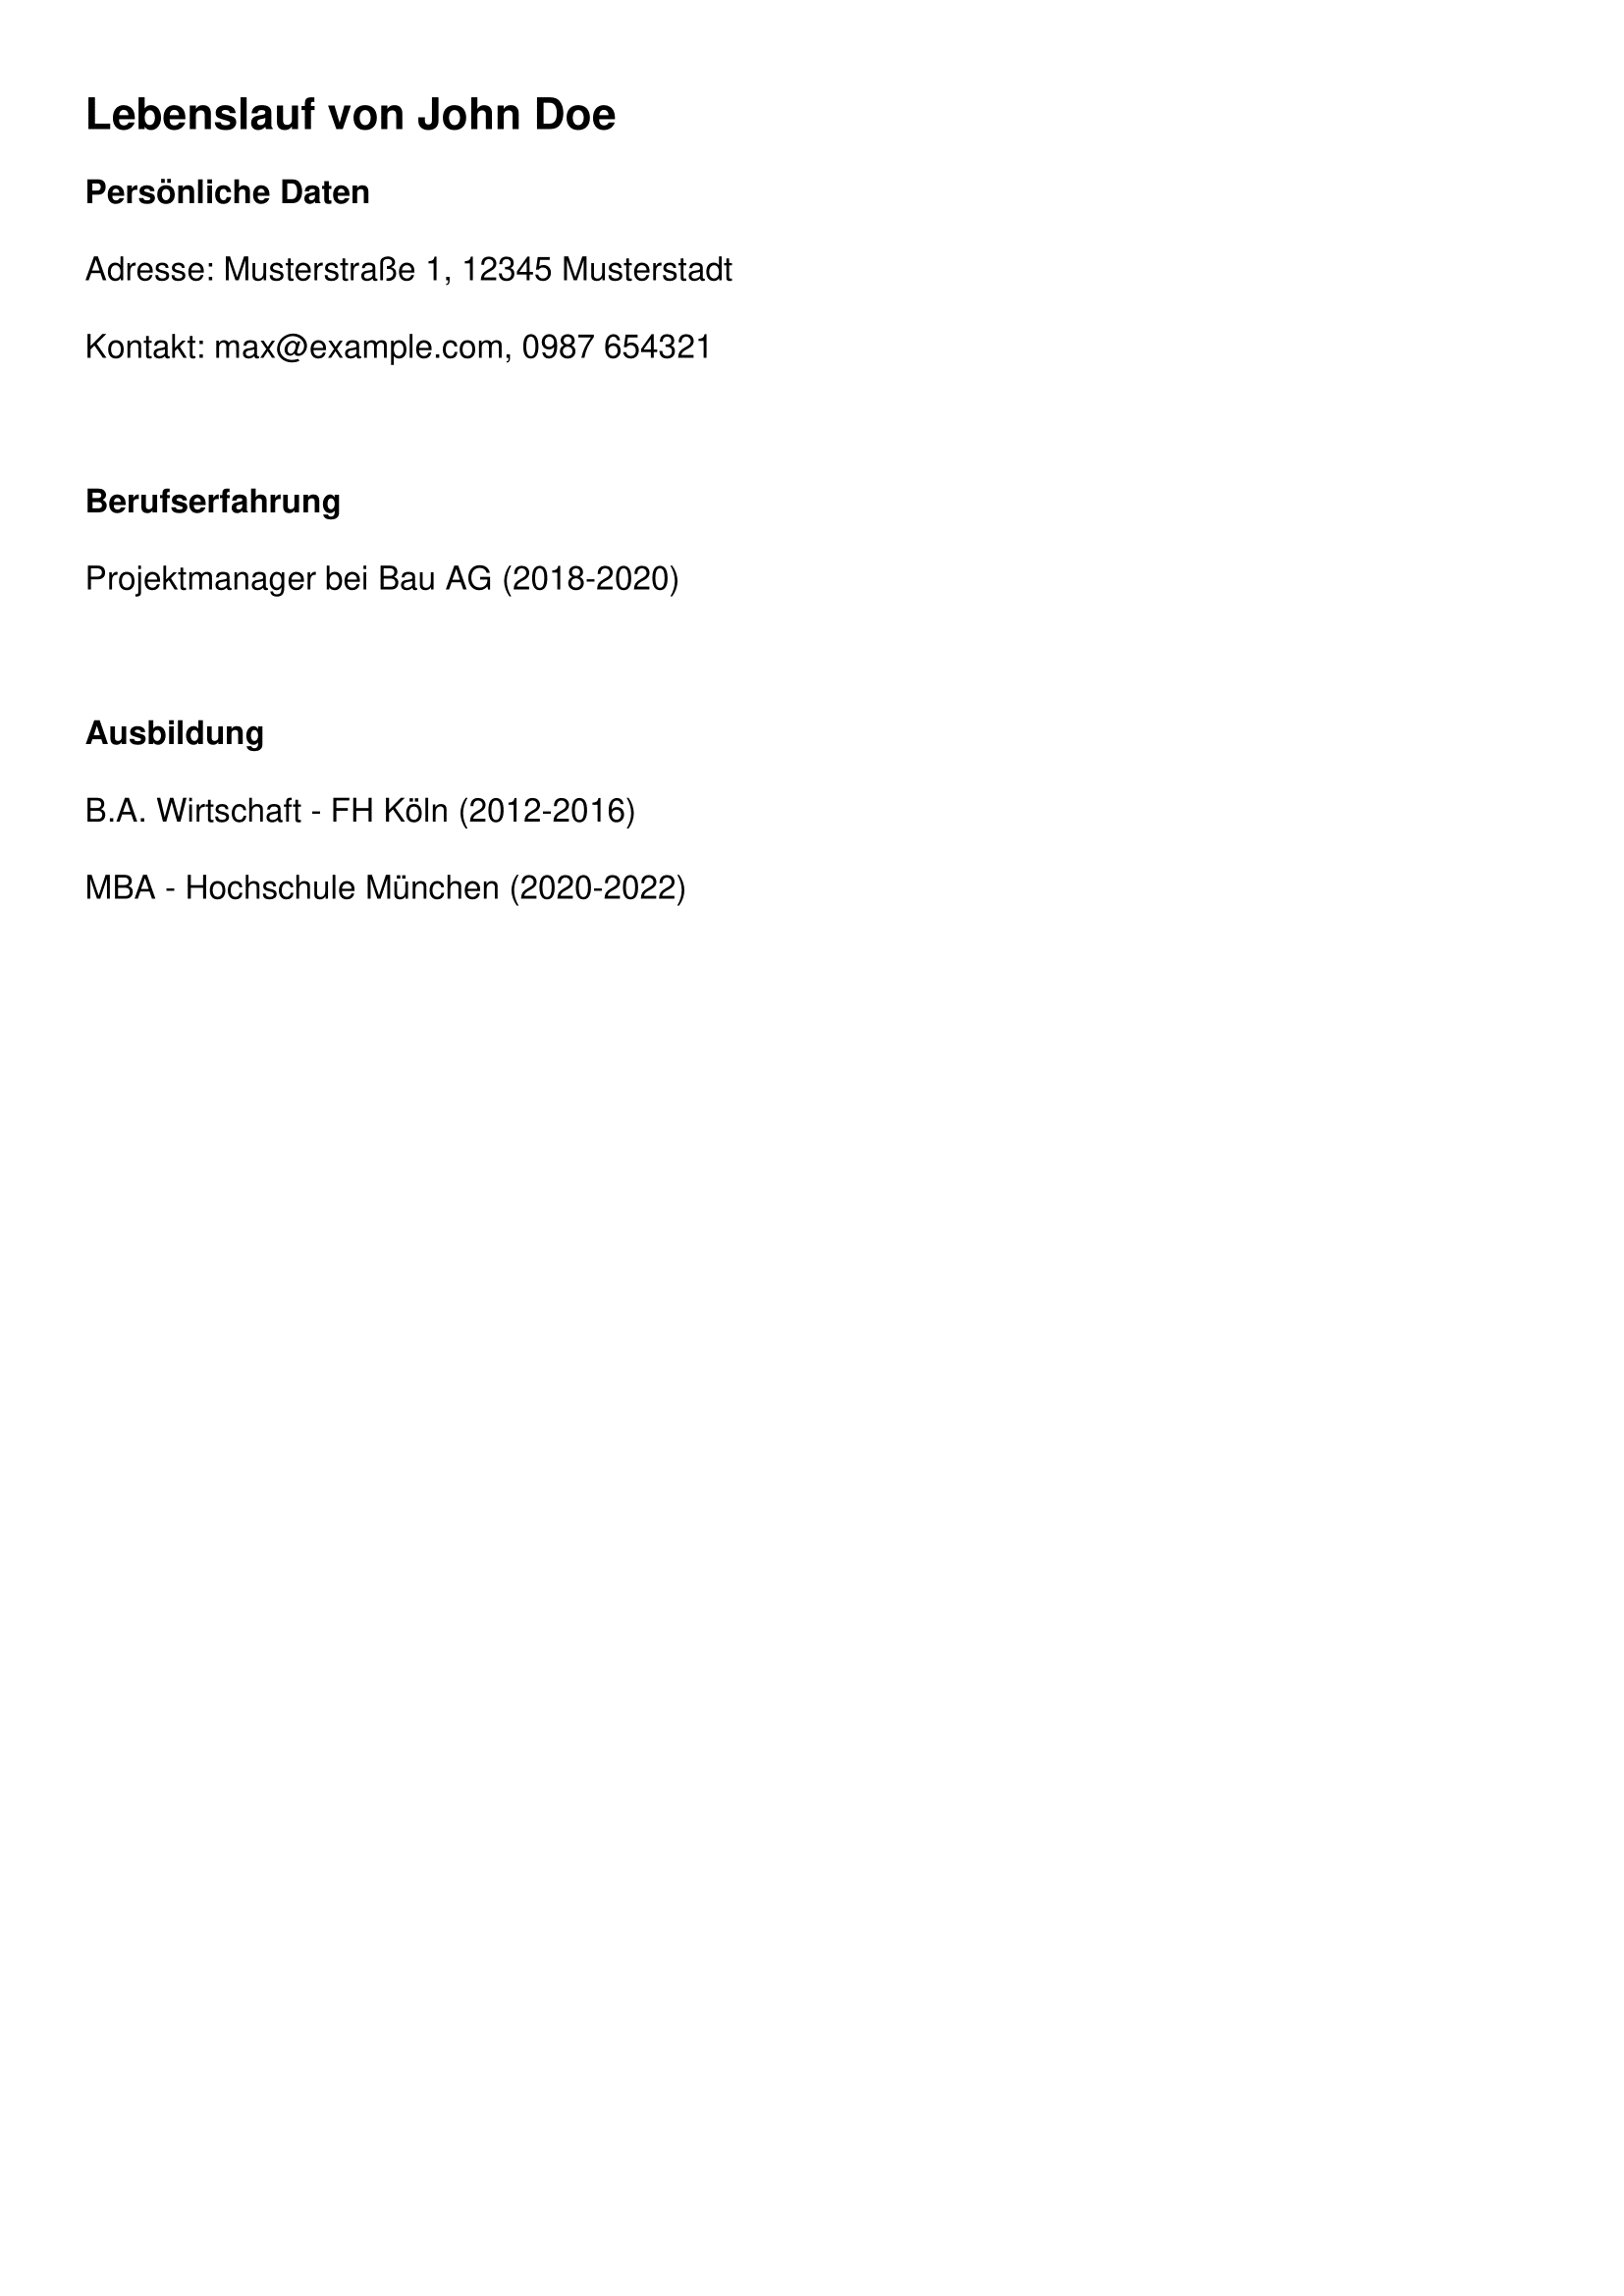 Lebenslauf von John Doe
Persönliche Daten
Adresse: Musterstraße 1, 12345 Musterstadt
Kontakt: max@example.com, 0987 654321
Berufserfahrung
Projektmanager bei Bau AG (2018-2020)
Ausbildung
B.A. Wirtschaft - FH Köln (2012-2016)
MBA - Hochschule München (2020-2022)